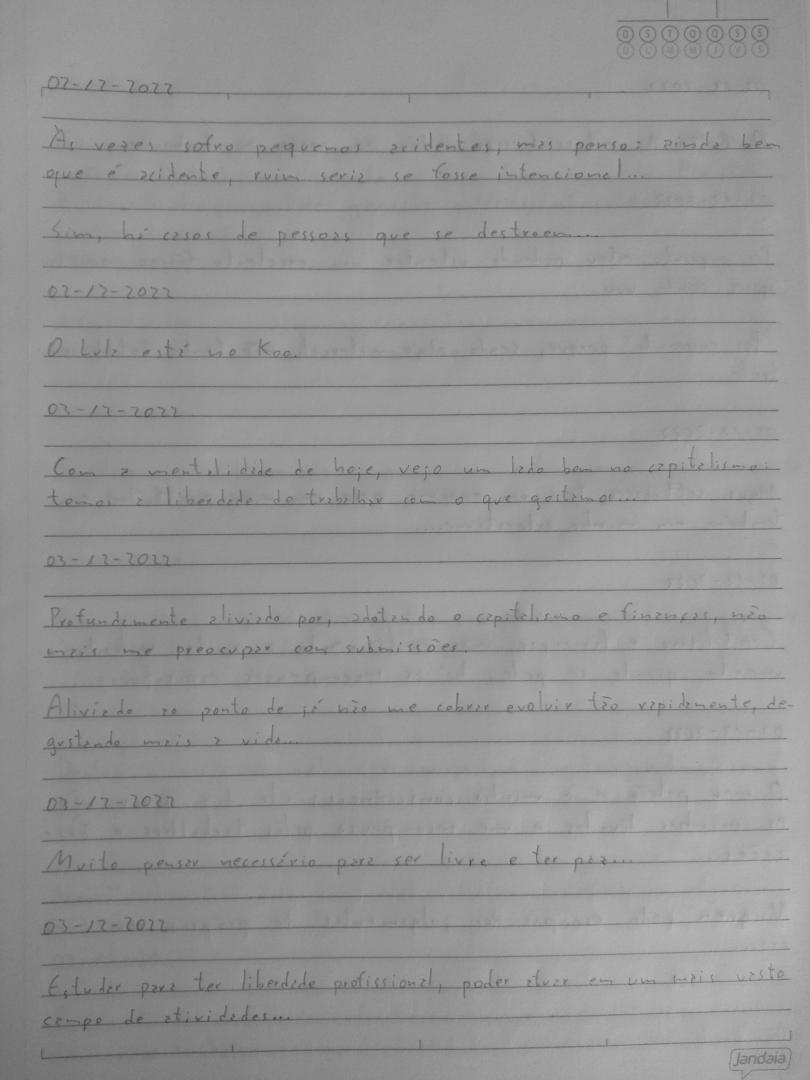 D S T Q Q S S
D L M M J V S
02-12-2022
Às vezes sofro pequenos acidentes, mas penso: ainda bem
que é acidente, ruim seria se fosse intencional...
Sim, há casos de pessoas que se destroem...
02-12-2022
O Lula está no Koo.
03-12-2022
Com a mentalidade de hoje, vejo um lado bom no capitalismo:
temos a liberdade de trabalhar com o que gostamos...
03-12-2022
Profundamente aliviado por, adotando o capitalismo e finanças, não
mais me preocupar com submissões.
Aliviado ao ponto de já não me cobrar evoluir tão rapidamente, de-
gustando mais a vida...
03-12-2022
Muito pensar necessário para ser livre e ter paz...
03-12-2022
Estudar para ter liberdade profissional, poder atuar em um mais vasto
campo de atividades...
jandaia